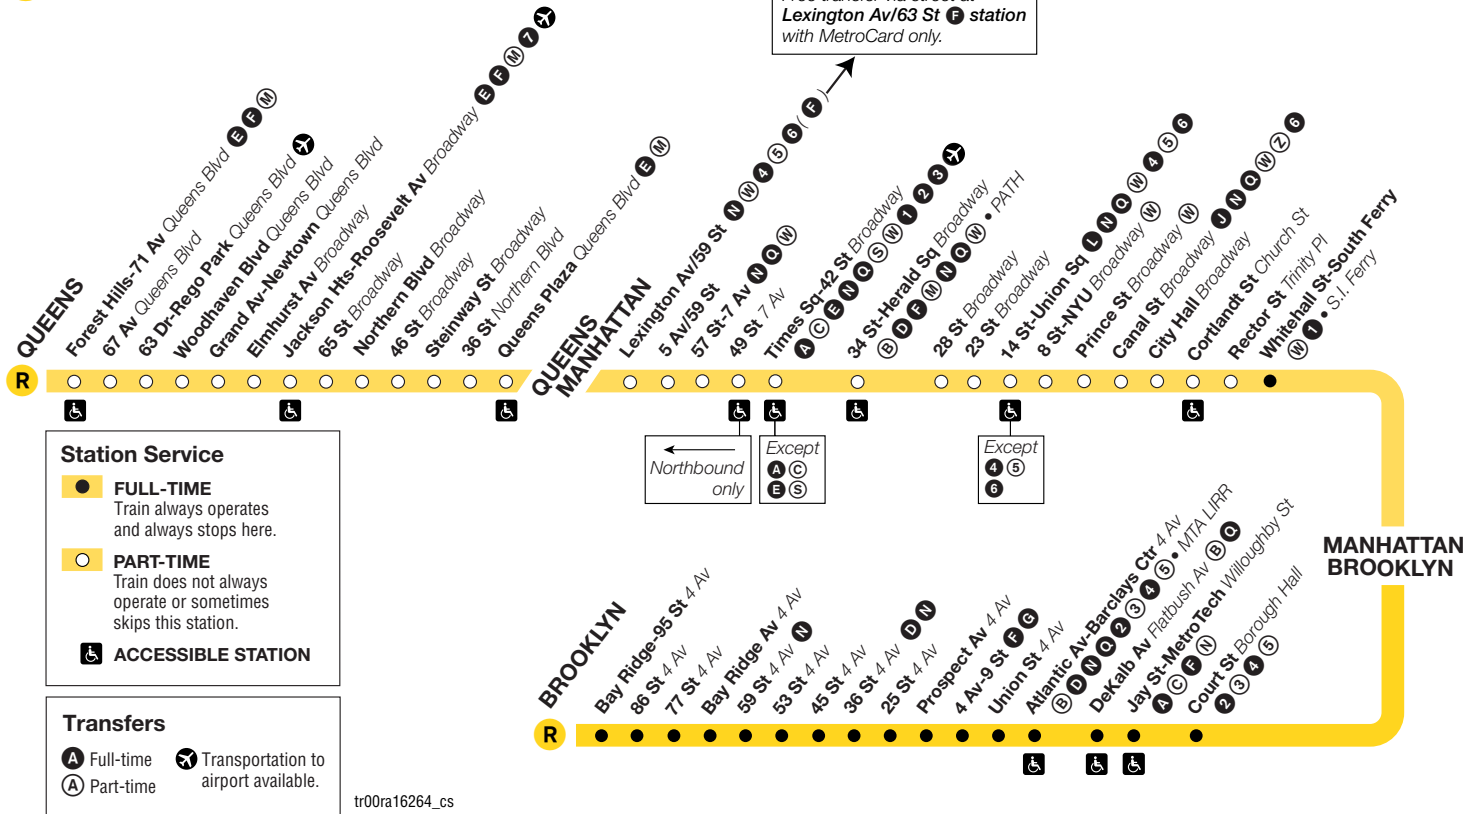 Free transfer via street at
Lexington Av/63 St F station
with MetroCard only.
QUEENS
R
Forest Hills-71 Av Queens Blvd E F M
67 Av Queens Blvd
63 Dr-Rego Park Queens Blvd
Woodhaven Blvd Queens Blvd
Grand Av-Newtown Queens Blvd
Elmhurst Av Broadway
Jackson Hts-Roosevelt Av Broadway E F M 7
65 St Broadway
Northern Blvd Broadway
46 St Broadway
Steinway St Broadway
36 St Northern Blvd
Queens Plaza Queens Blvd E M
QUEENS
MANHATTAN
Lexington Av/59 St N W 4 5 6 ( F )
5 Av/59 St
57 St-7 Av N Q W
49 St 7 Av
Times Sq-42 St Broadway
A C E N Q S W 1 2 3
34 St-Herald Sq Broadway
B D F M N Q W • PATH
28 St Broadway
23 St Broadway
14 St-Union Sq L N Q W 4 5 6
8 St-NYU Broadway W
Prince St Broadway W
Canal St Broadway J N Q W Z 6
City Hall Broadway
Cortlandt St Church St
Rector St Trinity Pl
Whitehall St-South Ferry
W 1 • S.I. Ferry
Northbound
only
Except
A C
E S
Except
4 5
6
Station Service
FULL-TIME
Train always operates
and always stops here.
PART-TIME
Train does not always
operate or sometimes
skips this station.
ACCESSIBLE STATION
Transfers
A Full-time
A Part-time
Transportation to
airport available.
tr00ra16264_cs
MANHATTAN
BROOKLYN
BROOKLYN
R
Bay Ridge-95 St 4 Av
86 St 4 Av
77 St 4 Av
Bay Ridge Av 4 Av
59 St 4 Av N
53 St 4 Av
45 St 4 Av
36 St 4 Av D N
25 St 4 Av
Prospect Av 4 Av
4 Av-9 St F G
Union St 4 Av
Atlantic Av-Barclays Ctr 4 Av
B D N Q 2 3 4 5 • MTA LIRR
DeKalb Av Flatbush Av B Q
Jay St-MetroTech Willoughby St
A C F N
Court St Borough Hall
2 3 4 5